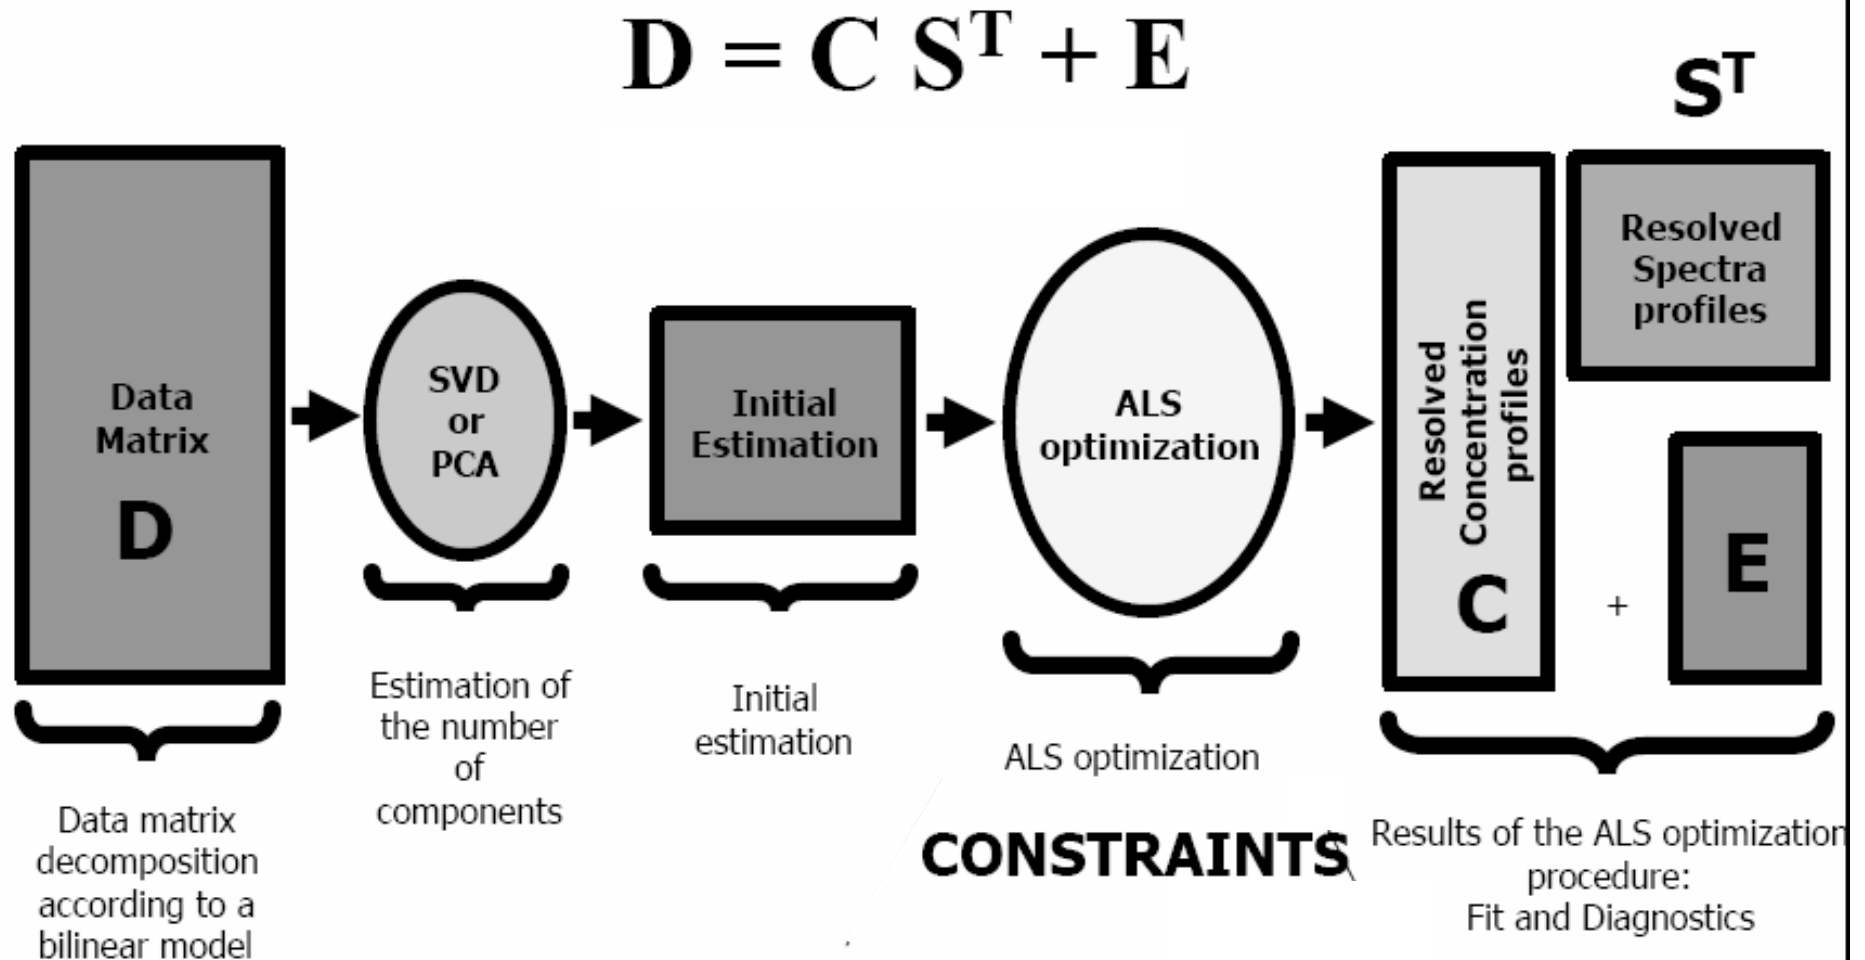 D = C Sᵀ + E
Sᵀ
Data
Matrix
D
SVD
or
PCA
Initial
Estimation
ALS
optimization
Resolved
Concentration
profiles
C
Resolved
Spectra
profiles
+
E
Data matrix
decomposition
according to a
bilinear model
Estimation of
the number
of
components
Initial
estimation
ALS optimization
CONSTRAINTS
Results of the ALS optimization
procedure:
Fit and Diagnostics